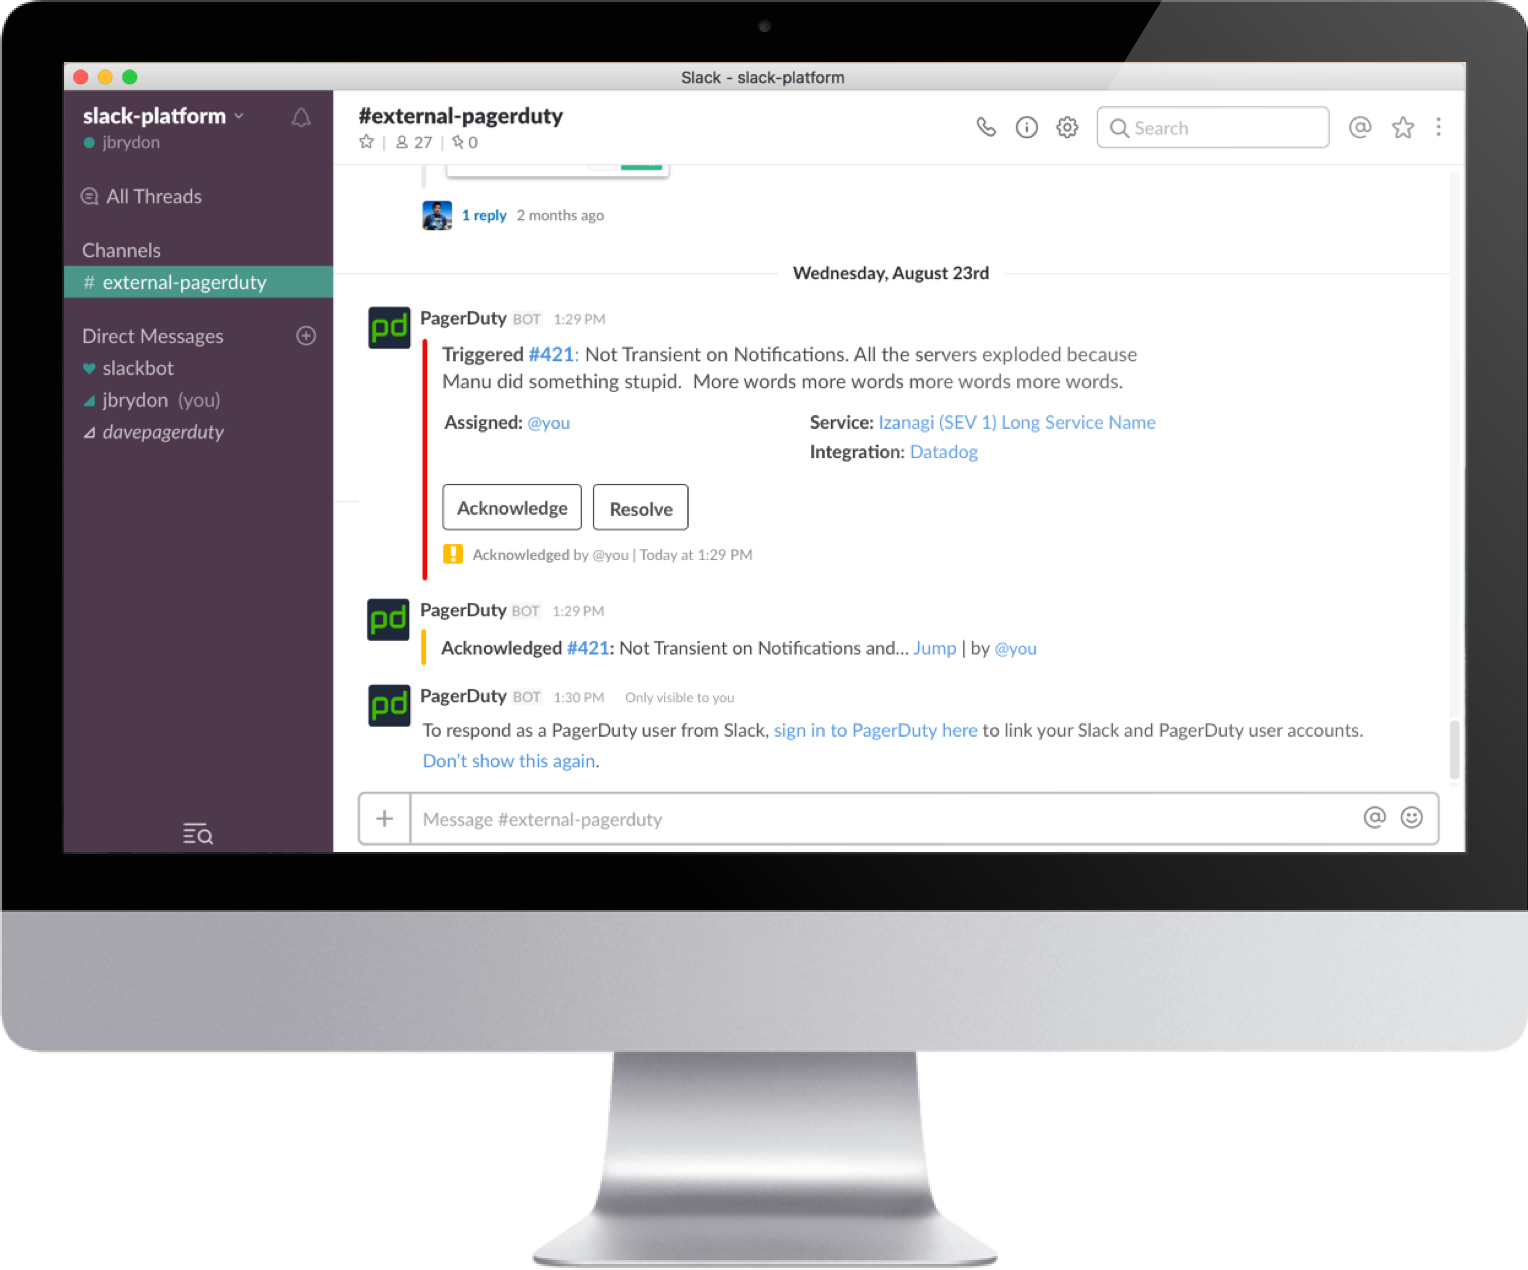 Slack - slack-platform
slack-platform
jbrydon
All Threads
Channels
# external-pagerduty
Direct Messages
slackbot
jbrydon (you)
davepagerduty
#external-pagerduty
27 | 0
Search
1 reply 2 months ago
Wednesday, August 23rd
pd
PagerDuty BOT 1:29 PM
Triggered #421: Not Transient on Notifications. All the servers exploded because
Manu did something stupid. More words more words more words more words.
Assigned: @you
Service: Izanagi (SEV 1) Long Service Name
Integration: Datadog
Acknowledge
Resolve
Acknowledged by @you | Today at 1:29 PM
pd
PagerDuty BOT 1:29 PM
Acknowledged #421: Not Transient on Notifications and... Jump | by @you
pd
PagerDuty BOT 1:30 PM Only visible to you
To respond as a PagerDuty user from Slack, sign in to PagerDuty here to link your Slack and PagerDuty user accounts.
Don't show this again.
Message #external-pagerduty